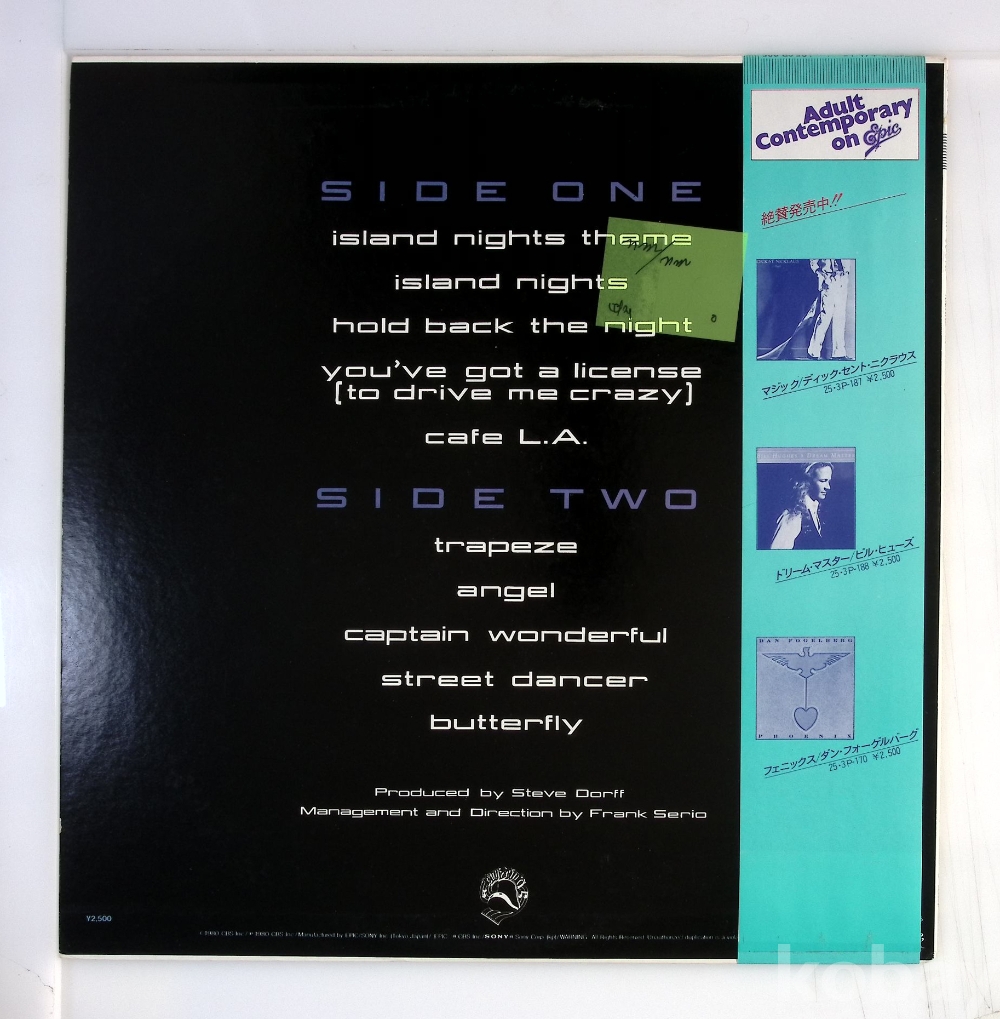 SIDE ONE
island nights theme
island nights
hold back the night
you've got a license
(to drive me crazy)
cafe L.A.
SIDE TWO
trapeze
angel
captain wonderful
street dancer
butterfly
Produced by Steve Dorff
Management and Direction by Frank Serio
¥2,500
nm/nm
Adult
Contemporary
on Epic
絶賛発売中!!
マジック/ディック・セント・ニクラウス
25·3P-187 ¥2,500
ドリーム・マスター/ビル・ヒューズ
25·3P-188 ¥2,500
DAN FOGELBERG
PHOENIX
フェニックス/ダン・フォーゲルバーグ
25·3P-170 ¥2,500
koba